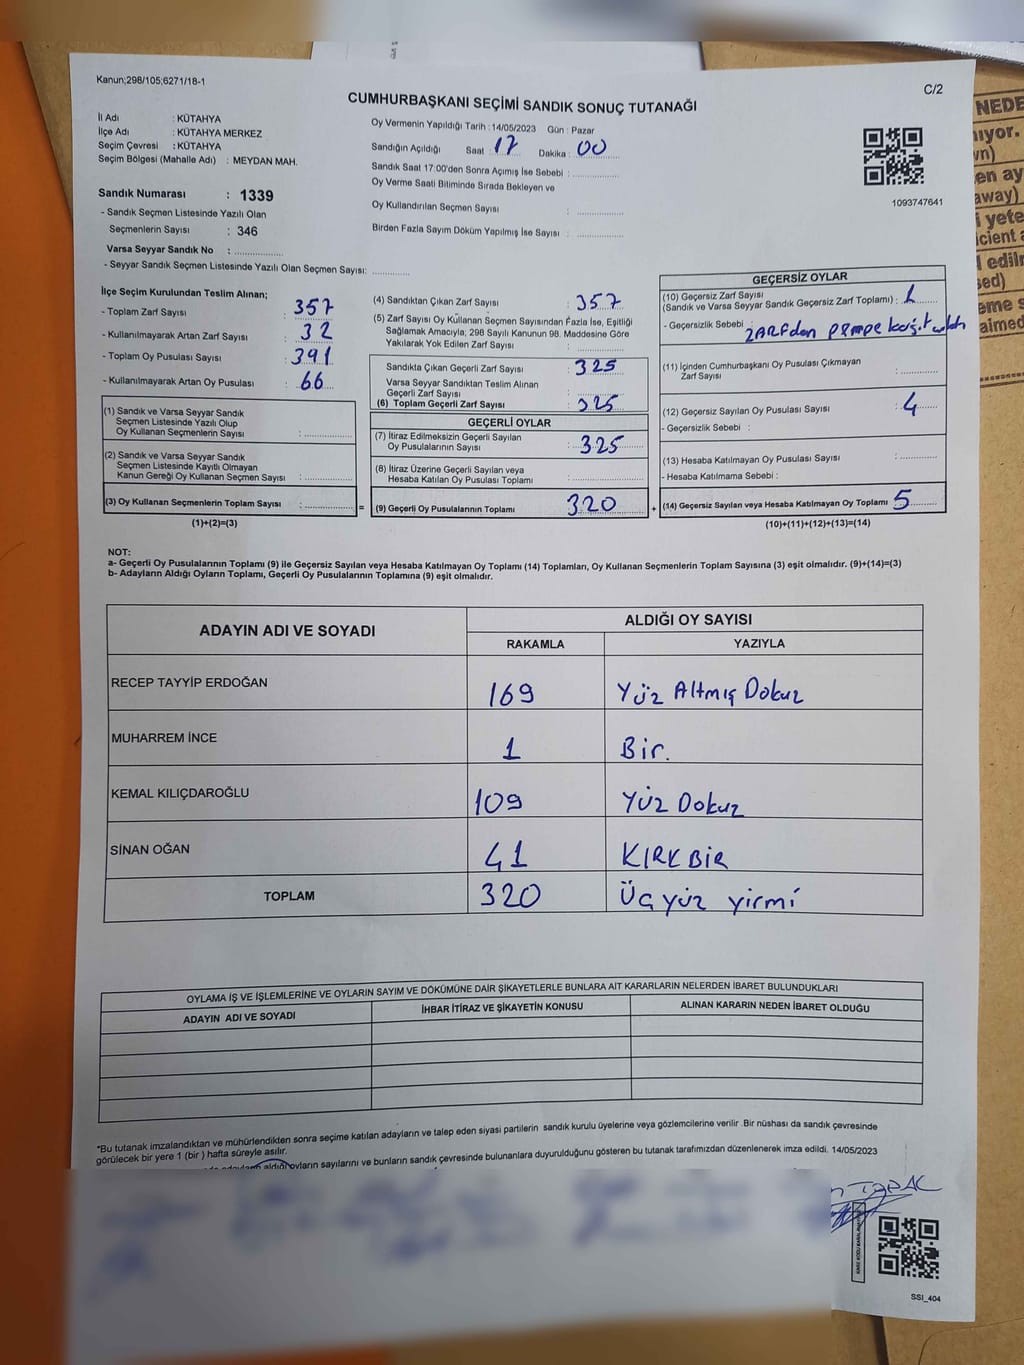 Kanun;298/105;6271/18-1
C/2
CUMHURBAŞKANI SEÇİMİ SANDIK SONUÇ TUTANAĞI
İl Adı : KÜTAHYA
İlçe Adı : KÜTAHYA MERKEZ
Seçim Çevresi : KÜTAHYA
Seçim Bölgesi (Mahalle Adı) : MEYDAN MAH.
Sandık Numarası : 1339
- Sandık Seçmen Listesinde Yazılı Olan
Seçmenlerin Sayısı : 346
Varsa Seyyar Sandık No :
- Seyyar Sandık Seçmen Listesinde Yazılı Olan Seçmen Sayısı:
Oy Vermenin Yapıldığı Tarih : 14/05/2023 Gün : Pazar
Sandığın Açıldığı Saat : 17 Dakika : 00
Sandık Saat 17:00'den Sonra Açımış İse Sebebi :
Oy Verme Saati Bitiminde Sırada Bekleyen ve
Oy Kullandırılan Seçmen Sayısı :
Birden Fazla Sayım Döküm Yapılmış İse Sayısı :
1093747641
İlçe Seçim Kurulundan Teslim Alınan;
- Toplam Zarf Sayısı : 357
- Kullanılmayarak Artan Zarf Sayısı : 32
- Toplam Oy Pusulası Sayısı : 391
- Kullanılmayarak Artan Oy Pusulası : 66
(1) Sandık ve Varsa Seyyar Sandık
Seçmen Listesinde Yazılı Olup
Oy Kullanan Seçmenlerin Sayısı :
(2) Sandık ve Varsa Seyyar Sandık
Seçmen Listesinde Kayıtlı Olmayan
Kanun Gereği Oy Kullanan Seçmen Sayısı :
(3) Oy Kullanan Seçmenlerin Toplam Sayısı :
(1)+(2)=(3)
(4) Sandıktan Çıkan Zarf Sayısı : 357
(5) Zarf Sayısı Oy Kullanan Seçmen Sayısından Fazla İse, Eşitliği
Sağlamak Amacıyla; 298 Sayılı Kanunun 98. Maddesine Göre
Yakılarak Yok Edilen Zarf Sayısı :
Sandıkta Çıkan Geçerli Zarf Sayısı : 325
Varsa Seyyar Sandıktan Teslim Alınan
Geçerli Zarf Sayısı :
(6) Toplam Geçerli Zarf Sayısı : 325
GEÇERLİ OYLAR
(7) İtiraz Edilmeksizin Geçerli Sayılan
Oy Pusulalarının Sayısı : 325
(8) İtiraz Üzerine Geçerli Sayılan veya
Hesaba Katılan Oy Pusulası Toplamı :
= (9) Geçerli Oy Pusulalarının Toplamı 320
GEÇERSİZ OYLAR
(10) Geçersiz Zarf Sayısı
(Sandık ve Varsa Seyyar Sandık Geçersiz Zarf Toplamı) : 1
- Geçersizlik Sebebi : zarfdan pempe kağıt
(11) İçinden Cumhurbaşkanı Oy Pusulası Çıkmayan
Zarf Sayısı :
(12) Geçersiz Sayılan Oy Pusulası Sayısı : 4
- Geçersizlik Sebebi :
(13) Hesaba Katılmayan Oy Pusulası Sayısı :
- Hesaba Katılmama Sebebi :
+ (14) Geçersiz Sayılan veya Hesaba Katılmayan Oy Toplamı 5
(10)+(11)+(12)+(13)=(14)
NOT:
a- Geçerli Oy Pusulalarının Toplamı (9) ile Geçersiz Sayılan veya Hesaba Katılmayan Oy Toplamı (14) Toplamları, Oy Kullanan Seçmenlerin Toplam Sayısına (3) eşit olmalıdır. (9)+(14)=(3)
b- Adayların Aldığı Oyların Toplamı, Geçerli Oy Pusulalarının Toplamına (9) eşit olmalıdır.
ADAYIN ADI VE SOYADI
ALDIĞI OY SAYISI
RAKAMLA YAZIYLA
RECEP TAYYİP ERDOĞAN 169 Yüz Altmış Dokuz
MUHARREM İNCE 1 Bir.
KEMAL KILIÇDAROĞLU 109 Yüz Dokuz
SİNAN OĞAN 41 KIRK BİR
TOPLAM 320 Üç yüz yirmi
OYLAMA İŞ VE İŞLEMLERİNE VE OYLARIN SAYIM VE DÖKÜMÜNE DAİR ŞİKAYETLERLE BUNLARA AİT KARARLARIN NELERDEN İBARET BULUNDUKLARI
ADAYIN ADI VE SOYADI İHBAR İTİRAZ VE ŞİKAYETİN KONUSU ALINAN KARARIN NEDEN İBARET OLDUĞU
*Bu tutanak imzalandıktan ve mühürlendikten sonra seçime katılan adayların ve talep eden siyasi partilerin sandık kurulu üyelerine veya gözlemcilerine verilir. Bir nüshası da sandık çevresinde
görülecek bir yere 1 (bir ) hafta süreyle asılır.
aldığı oyların sayılarını ve bunların sandık çevresinde bulunanlara duyurulduğunu gösteren bu tutanak tarafımızdan düzenlenerek imza edildi. 14/05/2023
SSI_404
NEDE
ıyor.
away)
yete
icient a
edilm
sed)
eme s
aimed